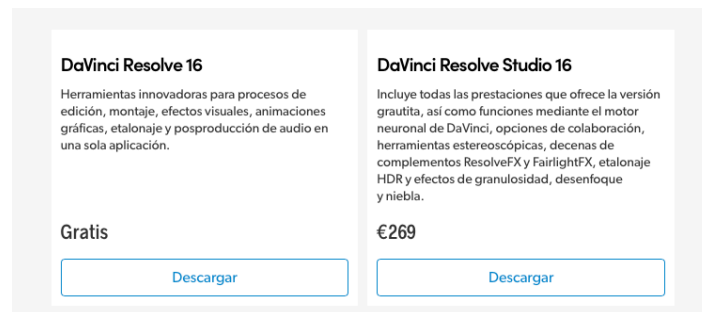 DaVinci Resolve 16
Herramientas innovadoras para procesos de
edición, montaje, efectos visuales, animaciones
gráficas, etalonaje y posproducción de audio en
una sola aplicación.
Gratis
Descargar
DaVinci Resolve Studio 16
Incluye todas las prestaciones que ofrece la versión
grautita, así como funciones mediante el motor
neuronal de DaVinci, opciones de colaboración,
herramientas estereoscópicas, decenas de
complementos ResolveFX y FairlightFX, etalonaje
HDR y efectos de granulosidad, desenfoque
y niebla.
€269
Descargar